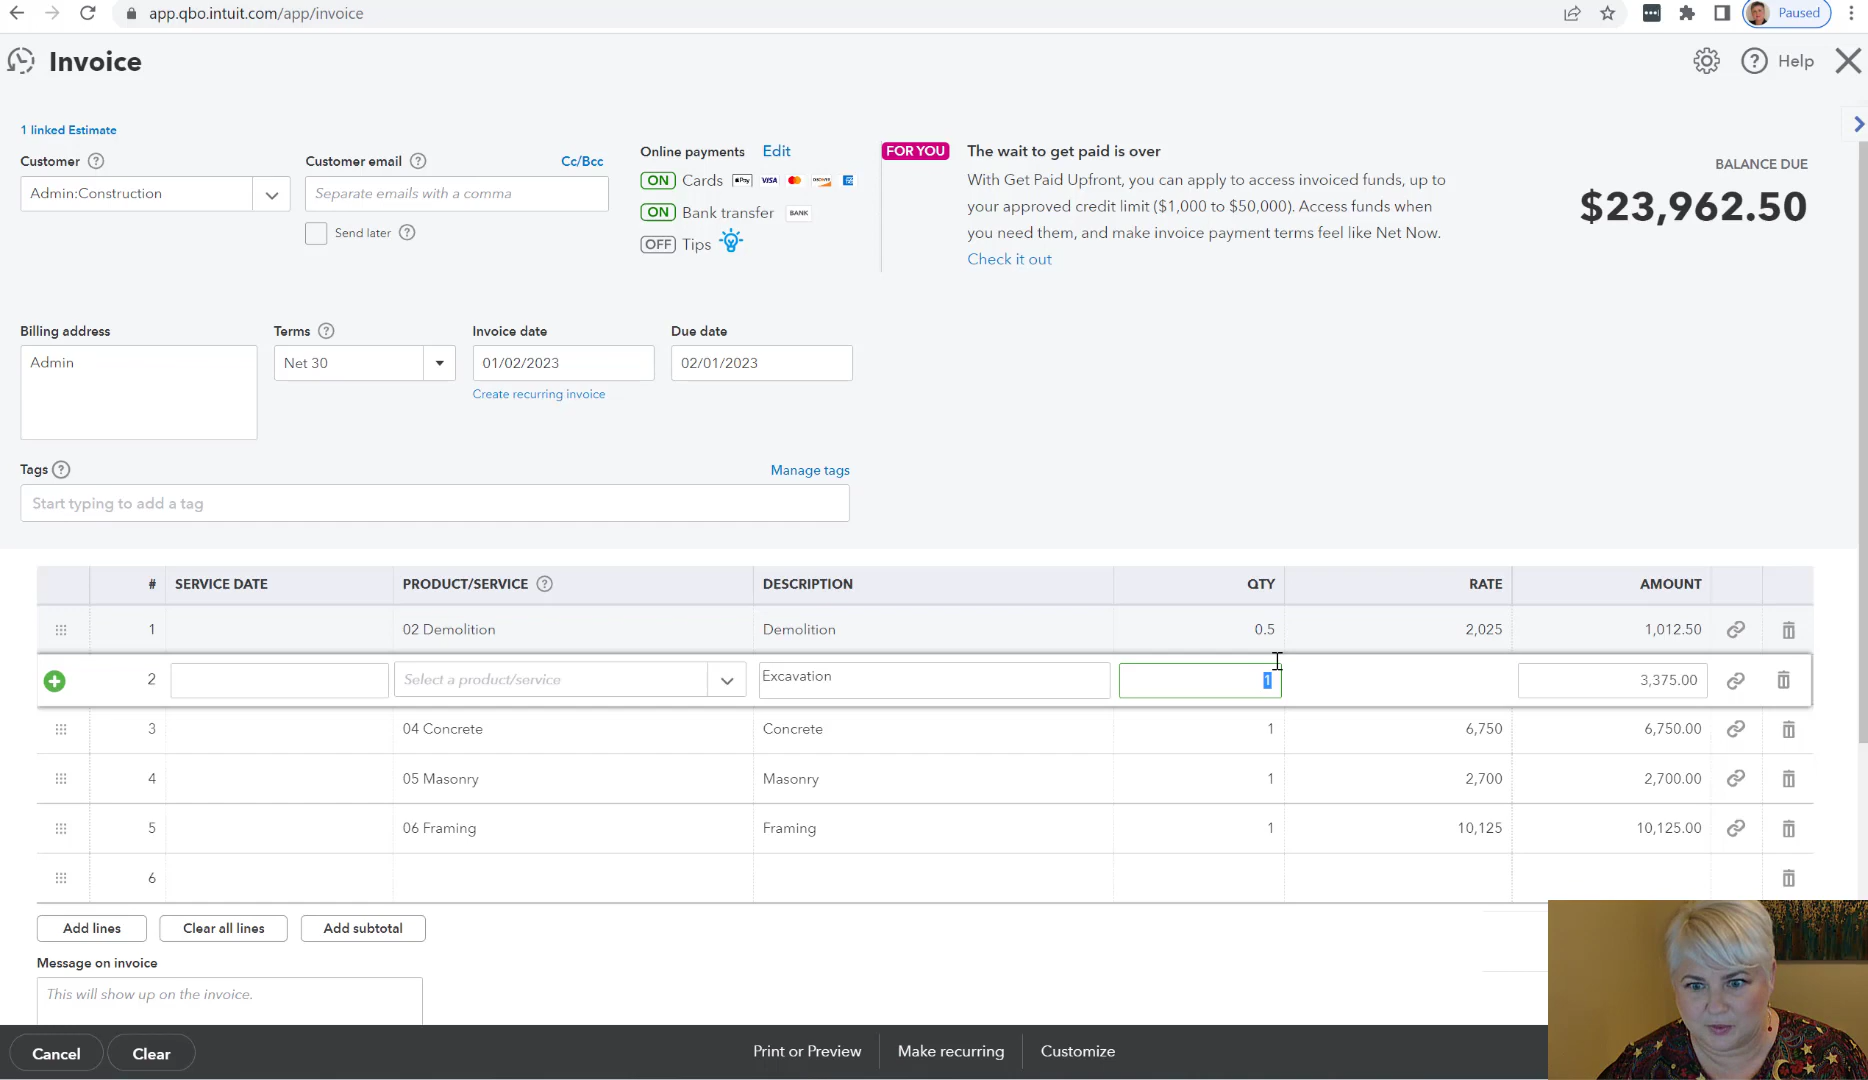 app.qbo.intuit.com/app/invoice
Paused
Invoice
Help
1 linked Estimate
Customer
Customer email
Cc/Bcc
Admin:Construction
Separate emails with a comma
Send later
Online payments Edit
ON Cards Pay VISA
ON Bank transfer BANK
OFF Tips
FOR YOU
The wait to get paid is over
With Get Paid Upfront, you can apply to access invoiced funds, up to
your approved credit limit ($1,000 to $50,000). Access funds when
you need them, and make invoice payment terms feel like Net Now.
Check it out
BALANCE DUE
$23,962.50
Billing address
Admin
Terms
Net 30
Invoice date
01/02/2023
Create recurring invoice
Due date
02/01/2023
Tags
Manage tags
Start typing to add a tag
# SERVICE DATE PRODUCT/SERVICE DESCRIPTION QTY RATE AMOUNT
1 02 Demolition Demolition 0.5 2,025 1,012.50
2 Select a product/service Excavation 1 3,375.00
3 04 Concrete Concrete 1 6,750 6,750.00
4 05 Masonry Masonry 1 2,700 2,700.00
5 06 Framing Framing 1 10,125 10,125.00
6
Add lines Clear all lines Add subtotal
Message on invoice
This will show up on the invoice.
Cancel Clear Print or Preview Make recurring Customize